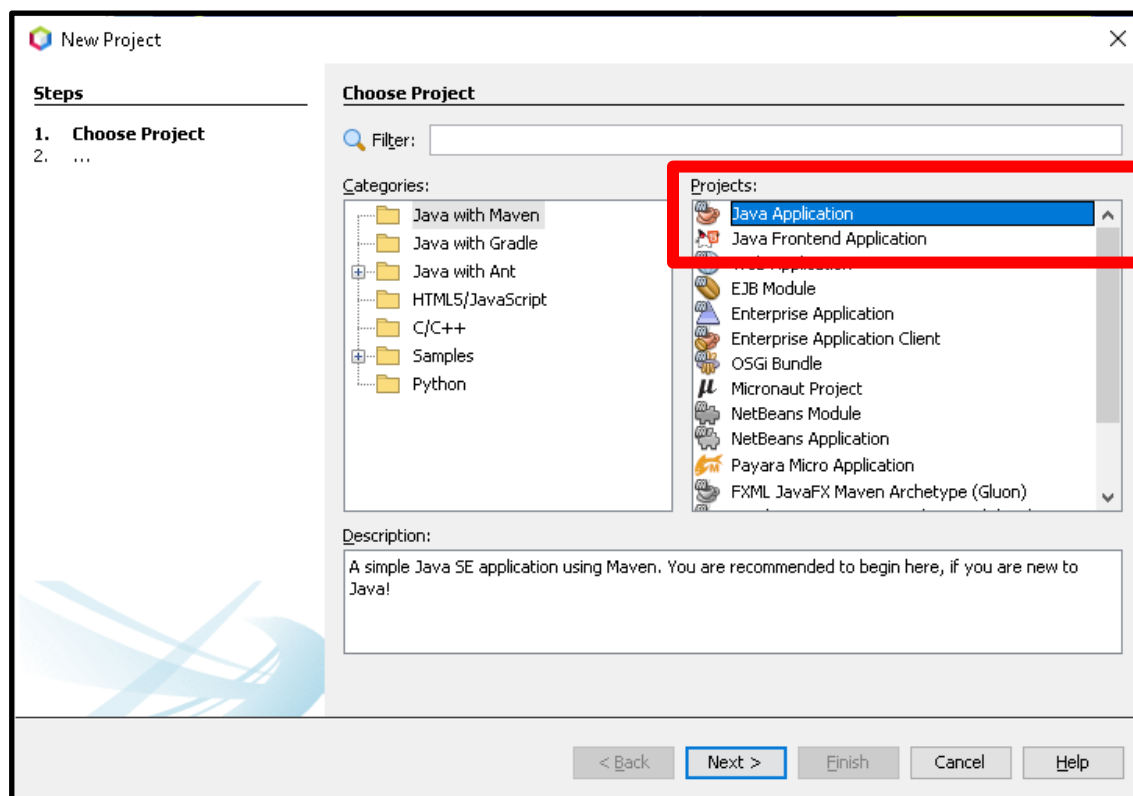 New Project
Steps
1. Choose Project
2. ...
Choose Project
Filter:
Categories:
Java with Maven
Java with Gradle
Java with Ant
HTML5/JavaScript
C/C++
Samples
Python
Projects:
Java Application
Java Frontend Application
Web Application
EJB Module
Enterprise Application
Enterprise Application Client
OSGi Bundle
Micronaut Project
NetBeans Module
NetBeans Application
Payara Micro Application
FXML JavaFX Maven Archetype (Gluon)
Description:
A simple Java SE application using Maven. You are recommended to begin here, if you are new to
Java!
< Back
Next >
Finish
Cancel
Help